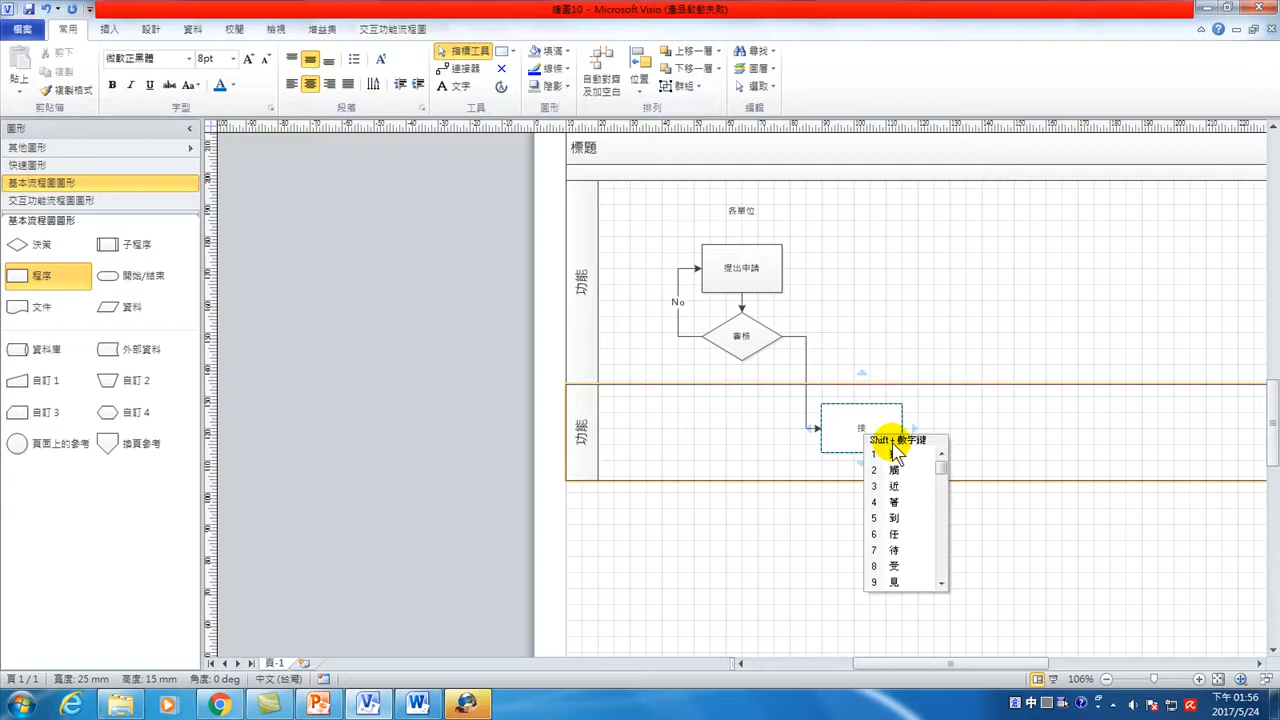 繪圖10 - Microsoft Visio (產品啟動失敗)
檔案 常用 插入 設計 資料 校閱 檢視 增益集 交互功能流程圖
貼上
剪下
複製
複製格式
剪貼簿
微軟正黑體 8pt
字型
段落
指標工具
連接器
文字
工具
填滿
線條
陰影
圖形
自動對齊及加空白
位置
上移一層
下移一層
群組
排列
尋找
圖層
選取
編輯
圖形
其他圖形
快速圖形
基本流程圖圖形
交互功能流程圖圖形
基本流程圖圖形
決策 子程序
程序 開始/結束
文件 資料
資料庫 外部資料
自訂 1 自訂 2
自訂 3 自訂 4
頁面上的參考 換頁參考
標題
功能
各單位
提出申請
No
審核
功能
接
Shift+數字鍵
1
2 觸
3 近
4 著
5 到
6 任
7 待
8 受
9 見
頁-1
頁 1 / 1 寬度: 25 mm 高度: 15 mm 角度: 0 deg 中文 (台灣) 106%
中
下午 01:56
2017/5/24